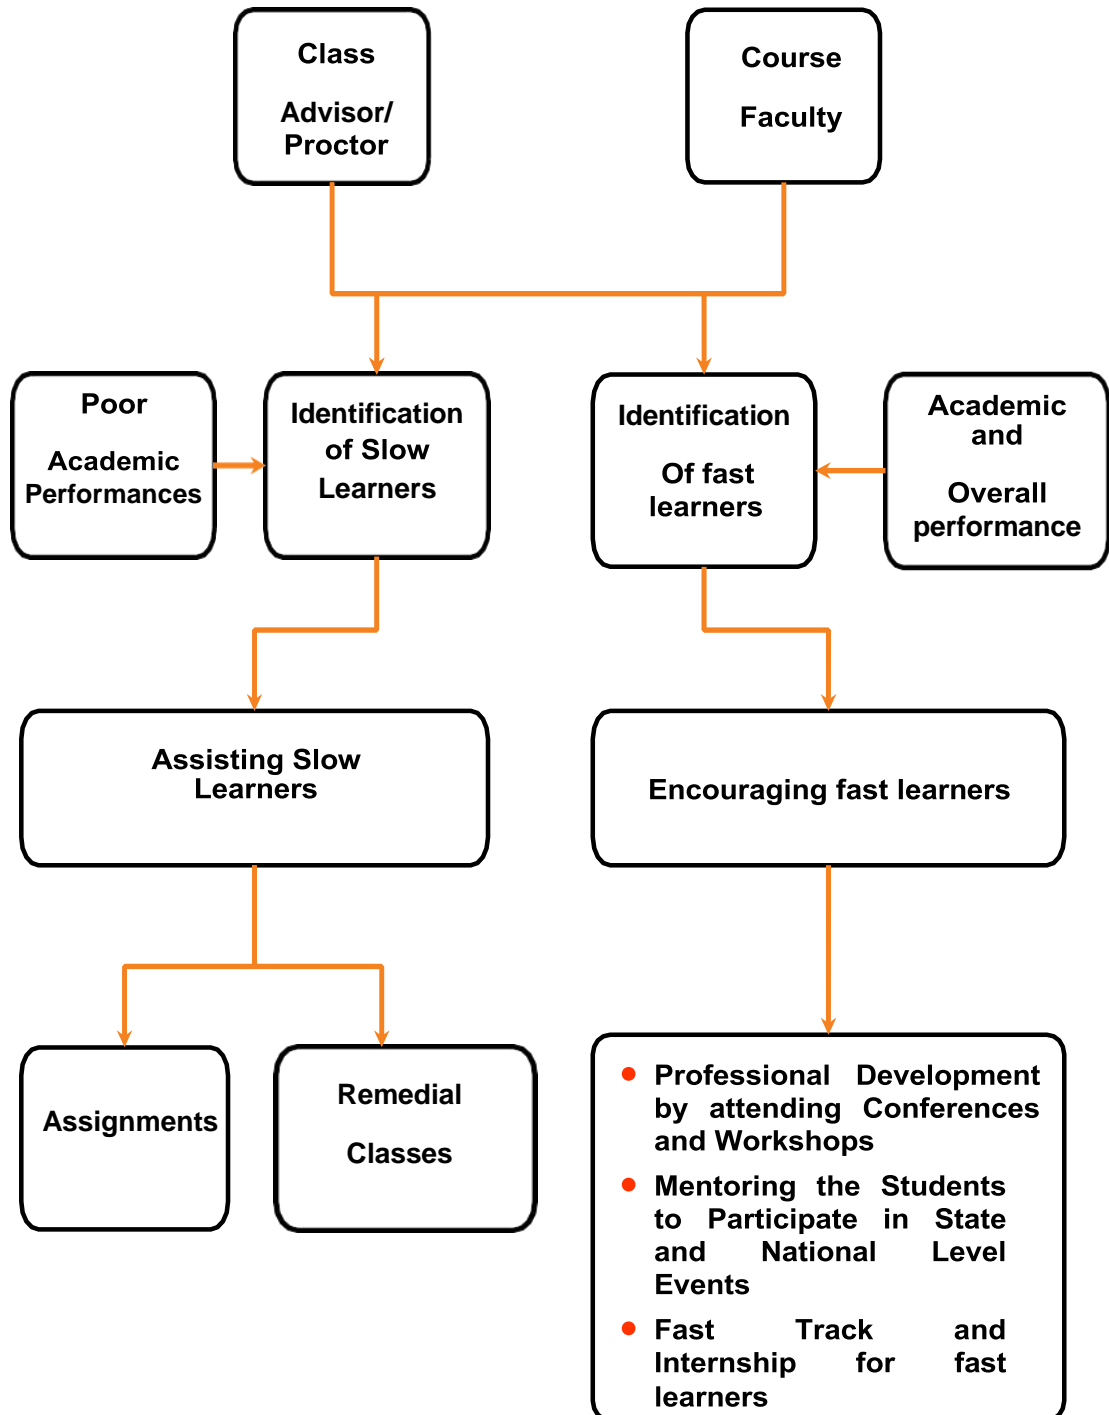 Class
Advisor/
Proctor
Course
Faculty
Poor
Academic
Performances
Identification
of Slow
Learners
Identification
Of fast
learners
Academic
and
Overall
performance
Assisting Slow
Learners
Encouraging fast learners
Assignments
Remedial
Classes
• Professional Development
by attending Conferences
and Workshops
• Mentoring the Students
to Participate in State
and National Level
Events
• Fast Track and
Internship for fast
learners